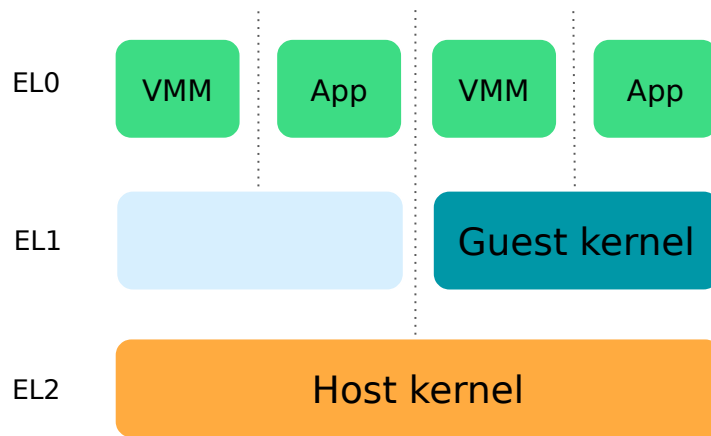 EL0 VMM App VMM App
EL1 Guest kernel
EL2 Host kernel